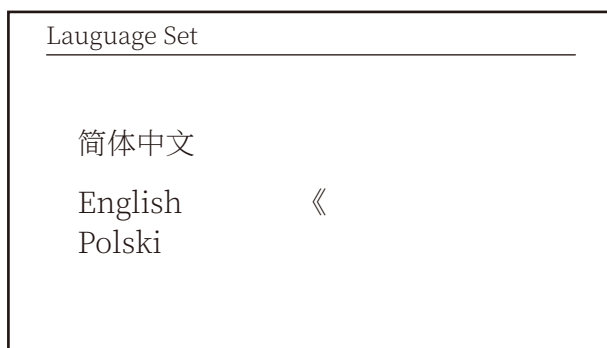 Lauguage Set
简体中文
English 《
Polski